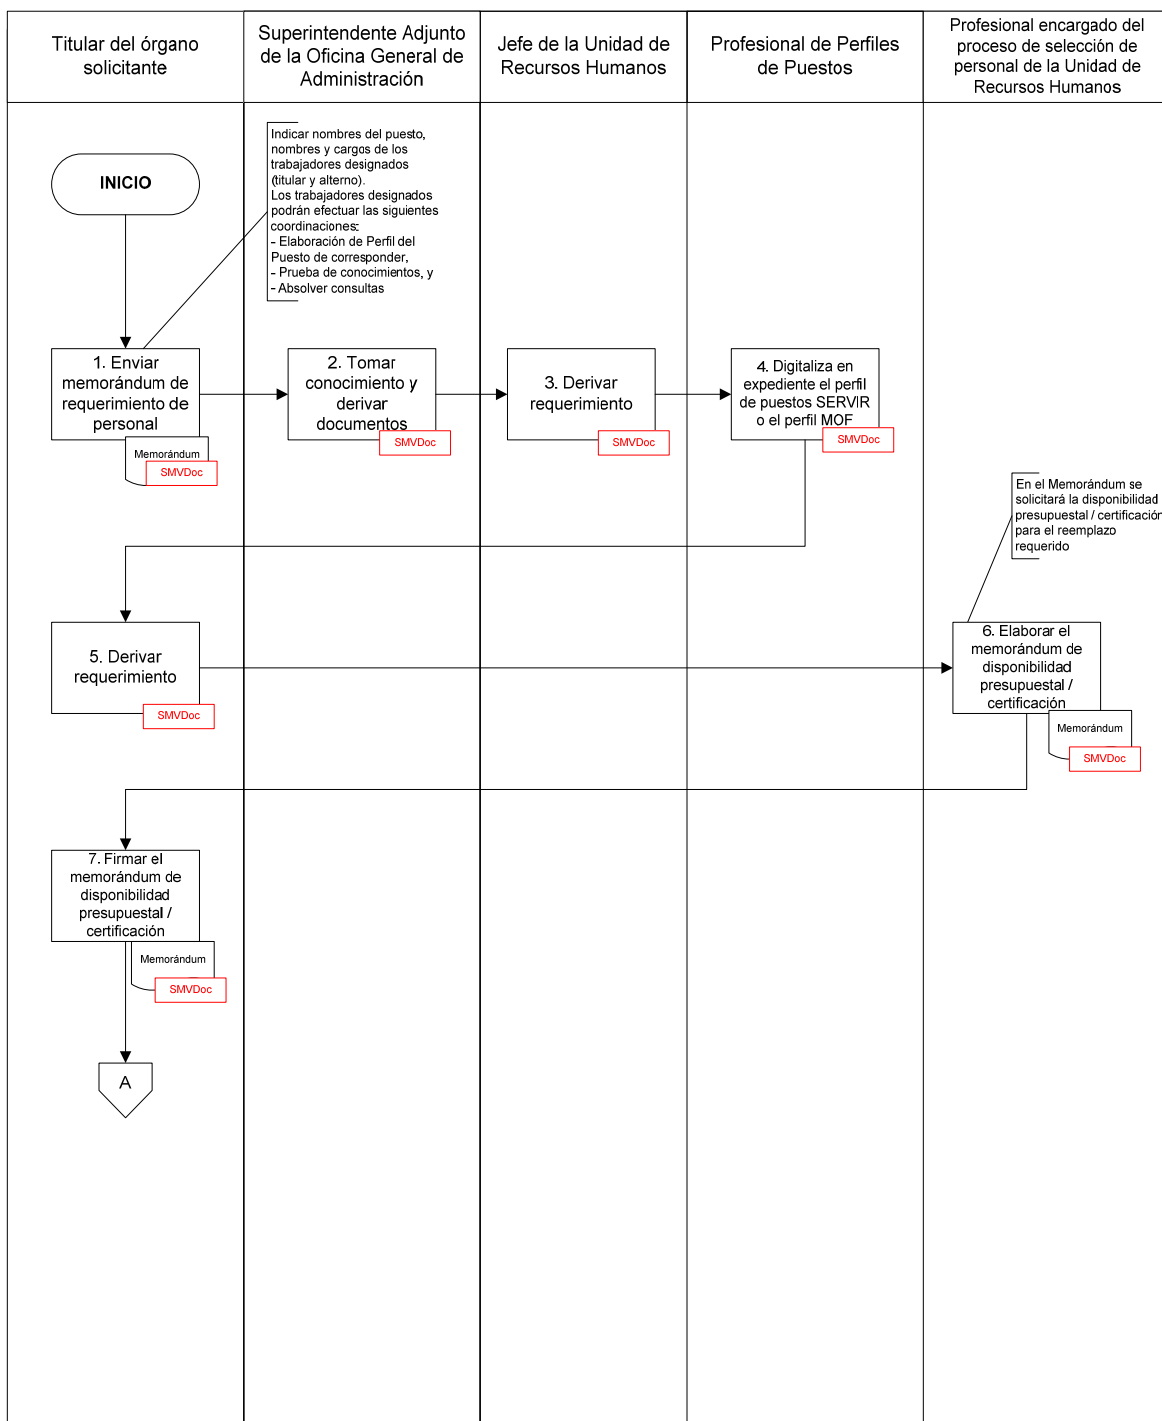 Titular del órgano
solicitante
Superintendente Adjunto
de la Oficina General de
Administración
Jefe de la Unidad de
Recursos Humanos
Profesional de Perfiles
de Puestos
Profesional encargado del
proceso de selección de
personal de la Unidad de
Recursos Humanos
Indicar nombres del puesto,
nombres y cargos de los
trabajadores designados
(titular y alterno).
Los trabajadores designados
podrán efectuar las siguientes
coordinaciones:
- Elaboración de Perfil del
Puesto de corresponder,
- Prueba de conocimientos, y
- Absolver consultas
INICIO
1. Enviar
memorándum de
requerimiento de
personal
Memorándum
SMVDoc
2. Tomar
conocimiento y
derivar
documentos
SMVDoc
3. Derivar
requerimiento
SMVDoc
4. Digitaliza en
expediente el perfil
de puestos SERVIR
o el perfil MOF
SMVDoc
En el Memorándum se
solicitará la disponibilidad
presupuestal / certificación
para el reemplazo
requerido
5. Derivar
requerimiento
SMVDoc
6. Elaborar el
memorándum de
disponibilidad
presupuestal /
certificación
Memorándum
SMVDoc
7. Firmar el
memorándum de
disponibilidad
presupuestal /
certificación
Memorándum
SMVDoc
A